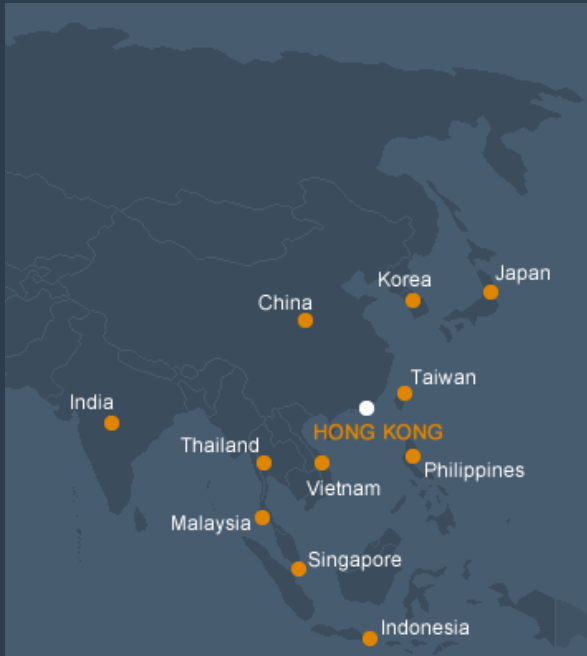 Japan
Korea
China
Taiwan
India
HONG KONG
Thailand
Philippines
Vietnam
Malaysia
Singapore
Indonesia